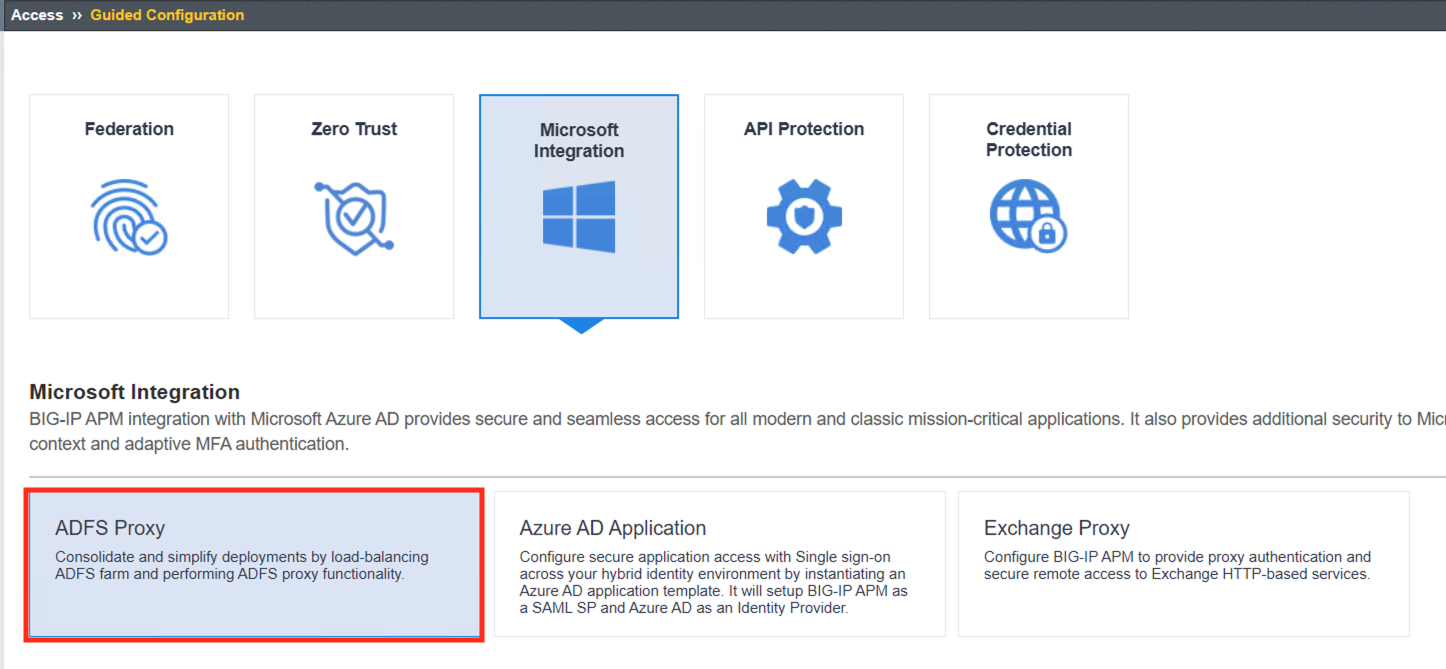 Access » Guided Configuration
Federation
Zero Trust
Microsoft
Integration
API Protection
Credential
Protection
Microsoft Integration
BIG-IP APM integration with Microsoft Azure AD provides secure and seamless access for all modern and classic mission-critical applications. It also provides additional security to
context and adaptive MFA authentication.
ADFS Proxy
Consolidate and simplify deployments by load-balancing
ADFS farm and performing ADFS proxy functionality.
Azure AD Application
Configure secure application access with Single sign-on
across your hybrid identity environment by instantiating an
Azure AD application template. It will setup BIG-IP APM as
a SAML SP and Azure AD as an Identity Provider.
Exchange Proxy
Configure BIG-IP APM to provide proxy authentication and
secure remote access to Exchange HTTP-based services.